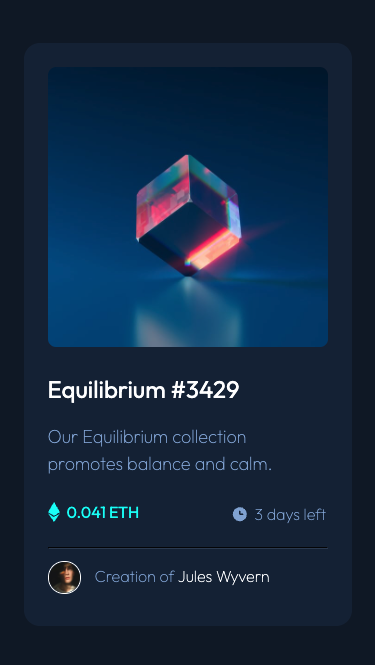 Equilibrium #3429
Our Equilibrium collection
promotes balance and calm.
0.041 ETH
3 days left
Creation of Jules Wyvern